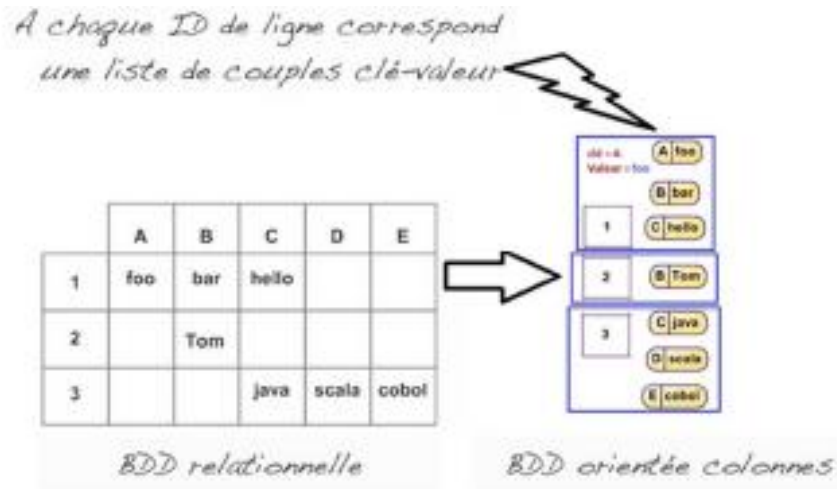 A chaque ID de ligne correspond
une liste de couples clé-valeur
A B C D E
1 foo bar hello
2 Tom
3 java scala cobol
BDD relationnelle
clé = A
Valeur = foo
A foo
B bar
1 C hello
2 B Tom
C java
3
D scala
E cobol
BDD orientée colonnes